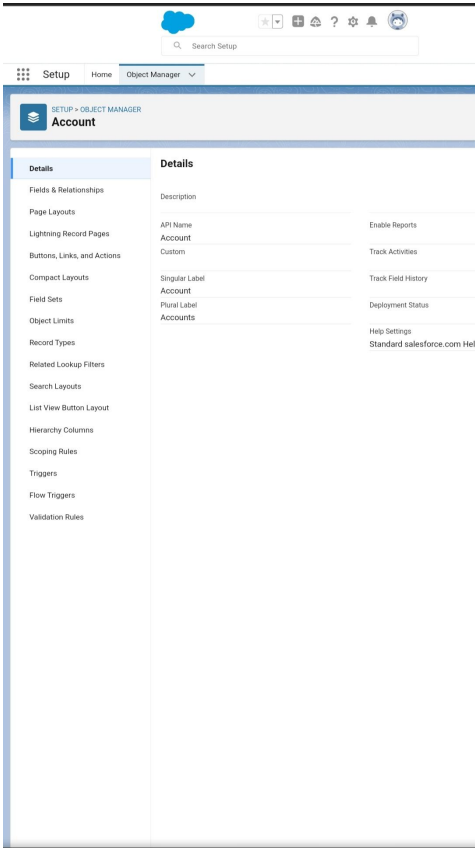 Search Setup
Setup
Home
Object Manager
SETUP > OBJECT MANAGER
Account
Details
Fields & Relationships
Page Layouts
Lightning Record Pages
Buttons, Links, and Actions
Compact Layouts
Field Sets
Object Limits
Record Types
Related Lookup Filters
Search Layouts
List View Button Layout
Hierarchy Columns
Scoping Rules
Triggers
Flow Triggers
Validation Rules
Details
Description
API Name
Account
Custom
Singular Label
Account
Plural Label
Accounts
Enable Reports
Track Activities
Track Field History
Deployment Status
Help Settings
Standard salesforce.com Hel